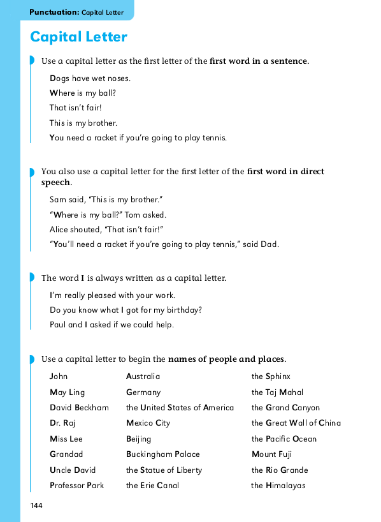 Punctuation: Capital Letter
Capital Letter
Use a capital letter as the first letter of the first word in a sentence.
Dogs have wet noses.
Where is my ball?
That isn't fair!
This is my brother.
You need a racket if you're going to play tennis.
You also use a capital letter for the first letter of the first word in direct
speech.
Sam said, "This is my brother."
"Where is my ball?" Tom asked.
Alice shouted, "That isn't fair!"
"You'll need a racket if you're going to play tennis," said Dad.
The word I is always written as a capital letter.
I'm really pleased with your work.
Do you know what I got for my birthday?
Paul and I asked if we could help.
Use a capital letter to begin the names of people and places.
John Australia the Sphinx
May Ling Germany the Taj Mahal
David Beckham the United States of America the Grand Canyon
Dr. Raj Mexico City the Great Wall of China
Miss Lee Beijing the Pacific Ocean
Grandad Buckingham Palace Mount Fuji
Uncle David the Statue of Liberty the Rio Grande
Professor Park the Erie Canal the Himalayas
144